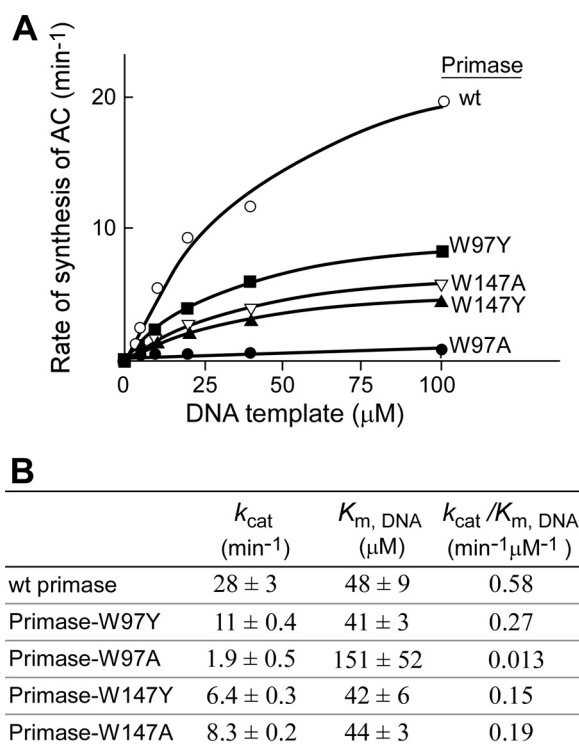 A
Rate of synthesis of AC (min-1)
20
10
0
25
50
75
100
DNA template (μM)
Primase
wt
W97Y
W147A
W147Y
W97A
B
kcat (min-1) Km, DNA (μM) kcat /Km, DNA (min-1μM-1 )
wt primase 28 ± 3 48 ± 9 0.58
Primase-W97Y 11 ± 0.4 41 ± 3 0.27
Primase-W97A 1.9 ± 0.5 151 ± 52 0.013
Primase-W147Y 6.4 ± 0.3 42 ± 6 0.15
Primase-W147A 8.3 ± 0.2 44 ± 3 0.19